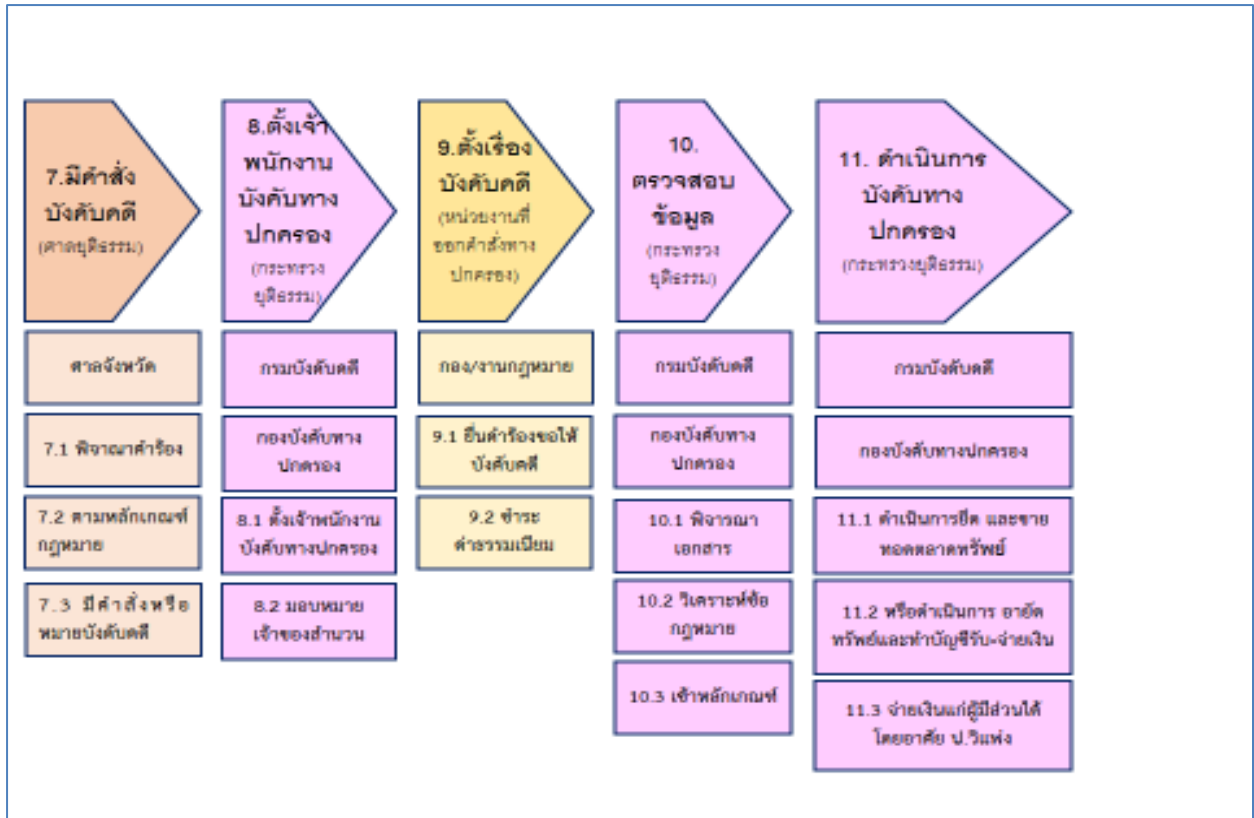 7.มีคำสั่ง
บังคับคดี
(ศาลยุติธรรม)
ศาลจังหวัด
7.1 พิจาณาคำร้อง
7.2 ตามหลักเกณฑ์
กฎหมาย
7.3 มีคำสั่งหรือ
หมายบังคับคดี
8.ตั้งเจ้า
พนักงาน
บังคับทาง
ปกครอง
(กระทรวง
ยุติธรรม)
กรมบังคับคดี
กองบังคับทาง
ปกครอง
8.1 ตั้งเจ้าพนักงาน
บังคับทางปกครอง
8.2 มอบหมาย
เจ้าของสำนวน
9.ตั้งเรื่อง
บังคับคดี
(หน่วยงานที่
ออกคำสั่งทาง
ปกครอง)
กอง/งานกฎหมาย
9.1 ยื่นคำร้องขอให้
บังคับคดี
9.2 ชำระ
ค่าธรรมเนียม
10.
ตรวจสอบ
ข้อมูล
(กระทรวง
ยุติธรรม)
กรมบังคับคดี
กองบังคับทาง
ปกครอง
10.1 พิจารณา
เอกสาร
10.2 วิเคราะห์ข้อ
กฎหมาย
10.3 เข้าหลักเกณฑ์
11. ดำเนินการ
บังคับทาง
ปกครอง
(กระทรวงยุติธรรม)
กรมบังคับคดี
กองบังคับทางปกครอง
11.1 ดำเนินการยึด และขาย
ทอดตลาดทรัพย์
11.2 หรือดำเนินการ อายัด
ทรัพย์และทำบัญชีรับ-จ่ายเงิน
11.3 จ่ายเงินแก่ผู้มีส่วนได้
โดยอาศัย ป.วิแพ่ง